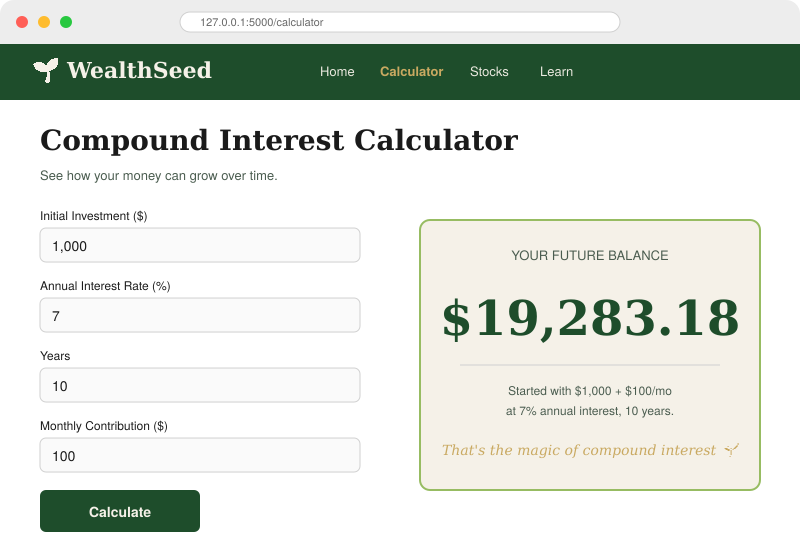 127.0.0.1:5000/calculator
WealthSeed
Home Calculator Stocks Learn
Compound Interest Calculator
See how your money can grow over time.
Initial Investment ($)
1,000
Annual Interest Rate (%)
7
Years
10
Monthly Contribution ($)
100
Calculate
YOUR FUTURE BALANCE
$19,283.18
Started with $1,000 + $100/mo
at 7% annual interest, 10 years.
That's the magic of compound interest